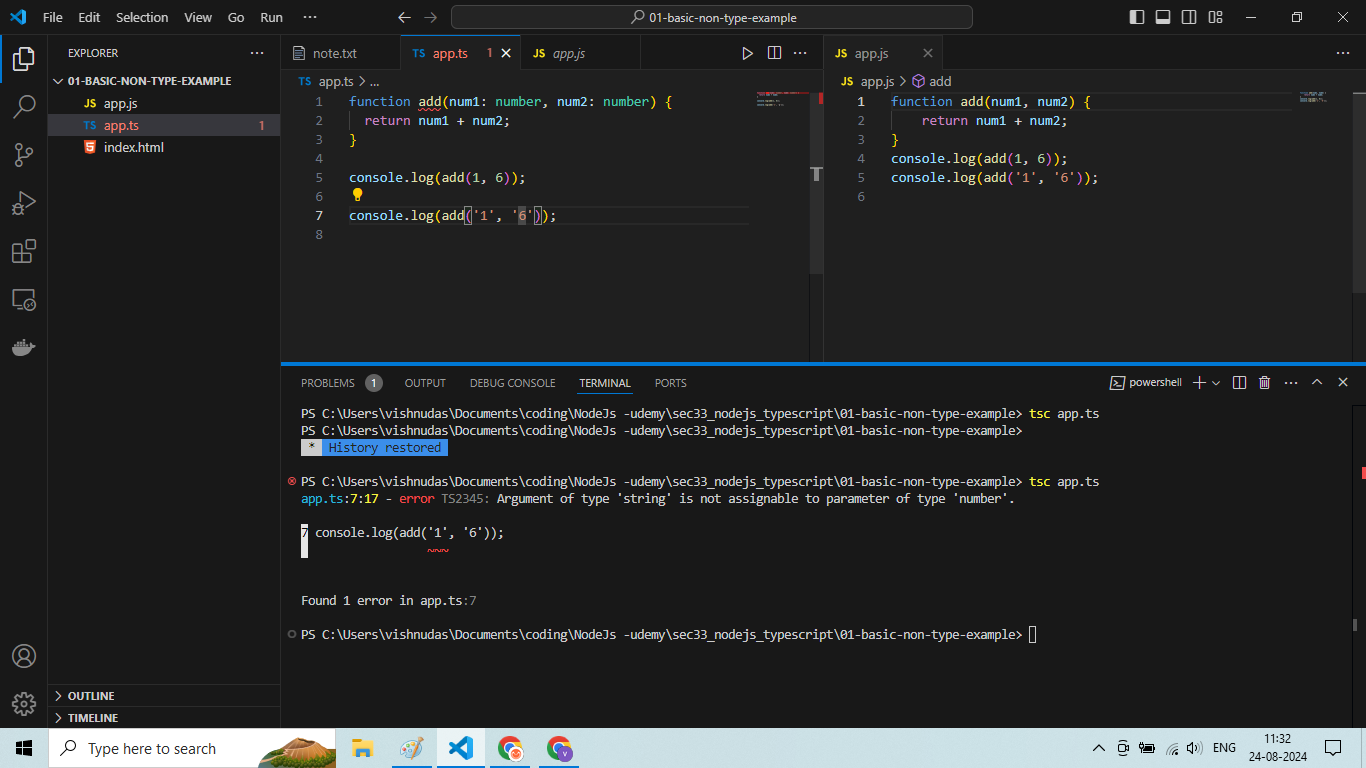 File Edit Selection View Go Run ···
01-basic-non-type-example
EXPLORER ···
01-BASIC-NON-TYPE-EXAMPLE
JS app.js
TS app.ts 1
index.html
OUTLINE
TIMELINE
note.txt
TS app.ts 1
JS app.js
TS app.ts > ...
1 function add(num1: number, num2: number) {
2 return num1 + num2;
3 }
4
5 console.log(add(1, 6));
6
7 console.log(add('1', '6'));
8
JS app.js
JS app.js > add
1 function add(num1, num2) {
2 return num1 + num2;
3 }
4 console.log(add(1, 6));
5 console.log(add('1', '6'));
6
PROBLEMS 1 OUTPUT DEBUG CONSOLE TERMINAL PORTS
powershell
PS C:\Users\vishnudas\Documents\coding\NodeJs -udemy\sec33_nodejs_typescript\01-basic-non-type-example> tsc app.ts
PS C:\Users\vishnudas\Documents\coding\NodeJs -udemy\sec33_nodejs_typescript\01-basic-non-type-example>
* History restored
PS C:\Users\vishnudas\Documents\coding\NodeJs -udemy\sec33_nodejs_typescript\01-basic-non-type-example> tsc app.ts
app.ts:7:17 - error TS2345: Argument of type 'string' is not assignable to parameter of type 'number'.
7 console.log(add('1', '6'));
~~~
Found 1 error in app.ts:7
PS C:\Users\vishnudas\Documents\coding\NodeJs -udemy\sec33_nodejs_typescript\01-basic-non-type-example>
Type here to search
V
ENG
11:32
24-08-2024